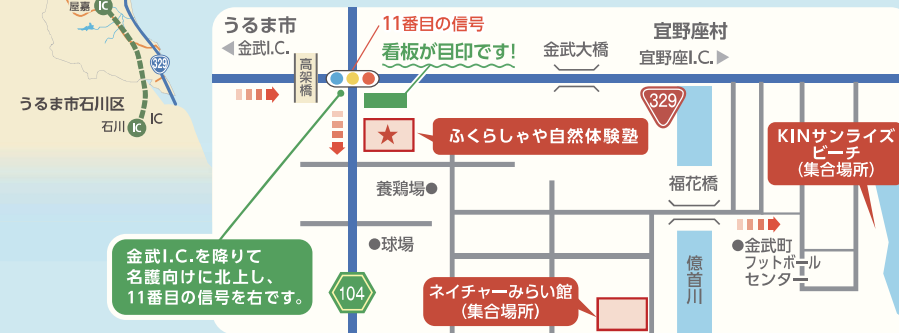 屋嘉
IC
329
うるま市石川区
石川
IC
IC
うるま市
金武I.C.
11番目の信号
看板が目印です!
金武大橋
宜野座村
宜野座I.C.
高架橋
329
ふくらしゃや自然体験塾
KINサンライズ
ビーチ
(集合場所)
養鶏場
福花橋
球場
金武町
フットボール
センター
億首川
金武I.C.を降りて
名護向けに北上し、
11番目の信号を右です。
104
ネイチャーみらい館
(集合場所)